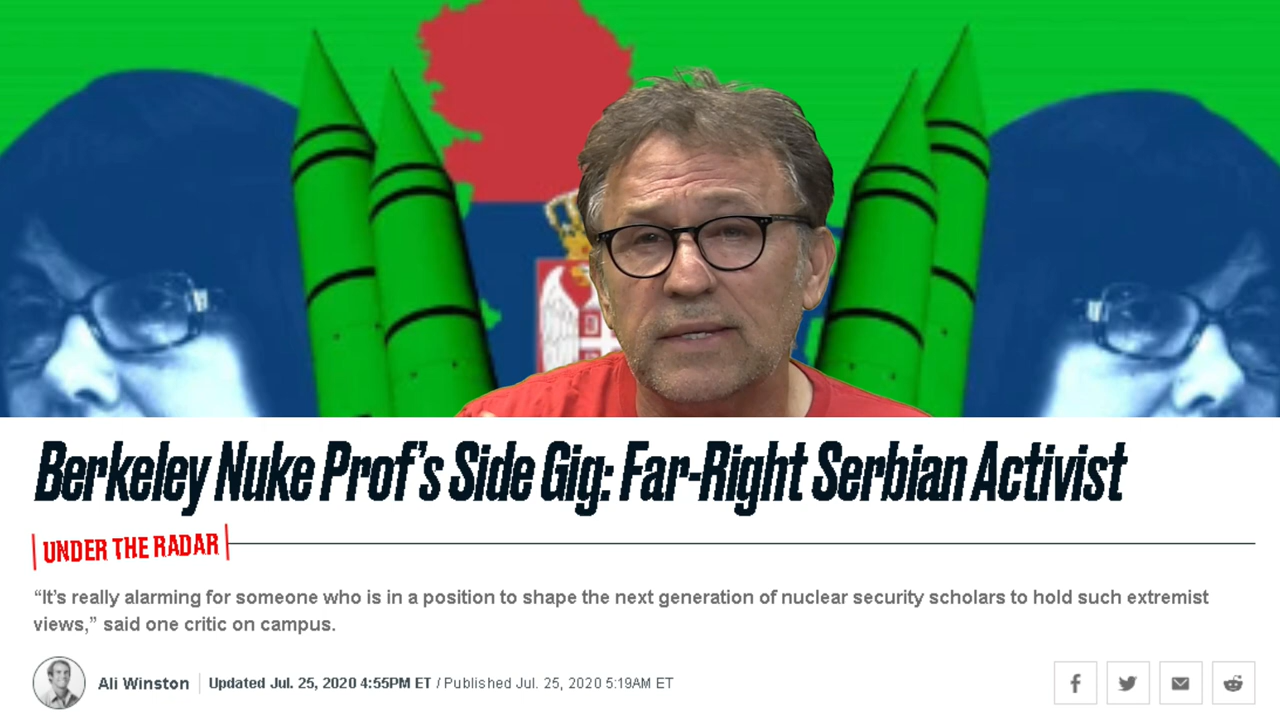 Berkeley Nuke Prof's Side Gig: Far-Right Serbian Activist
UNDER THE RADAR
“It’s really alarming for someone who is in a position to shape the next generation of nuclear security scholars to hold such extremist
views,” said one critic on campus.
Ali Winston
Updated Jul. 25, 2020 4:55PM ET / Published Jul. 25, 2020 5:19AM ET